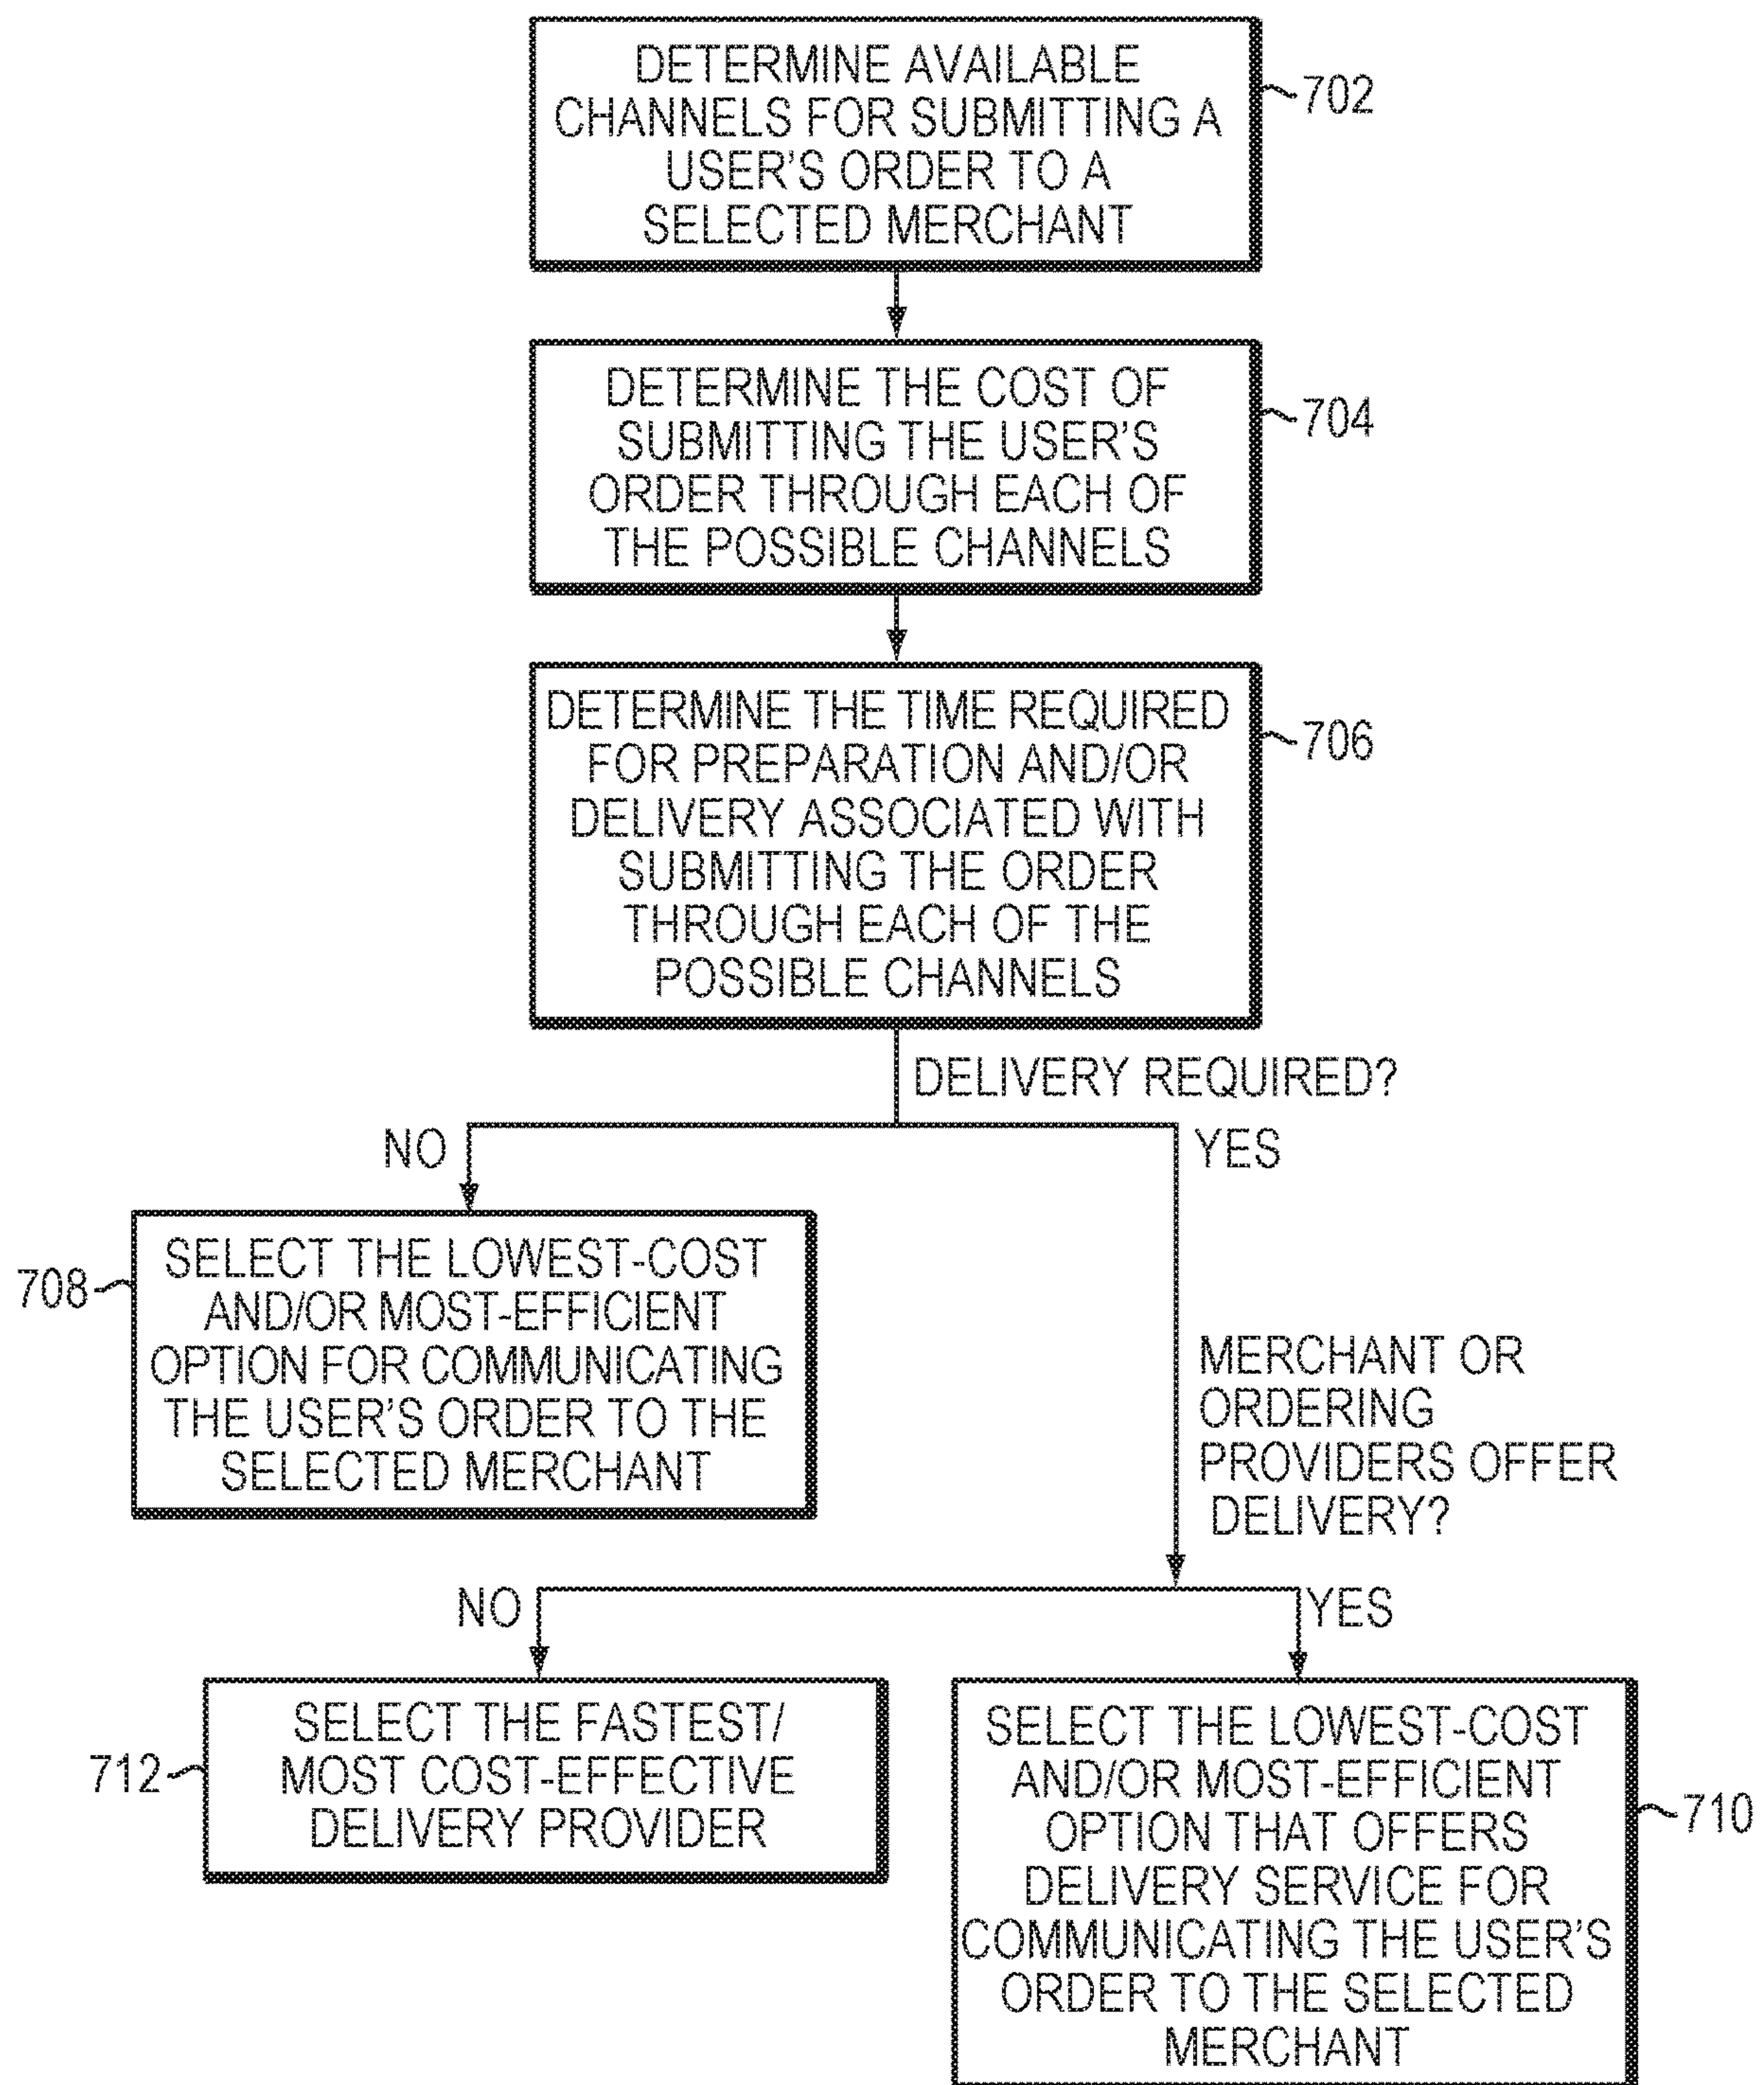 DETERMINE AVAILABLE
CHANNELS FOR SUBMITTING A
USER'S ORDER TO A
SELECTED MERCHANT
702
DETERMINE THE COST OF
SUBMITTING THE USER'S
ORDER THROUGH EACH OF
THE POSSIBLE CHANNELS
704
DETERMINE THE TIME REQUIRED
FOR PREPARATION AND/OR
DELIVERY ASSOCIATED WITH
SUBMITTING THE ORDER
THROUGH EACH OF THE
POSSIBLE CHANNELS
706
DELIVERY REQUIRED?
NO
YES
708
SELECT THE LOWEST-COST
AND/OR MOST-EFFICIENT
OPTION FOR COMMUNICATING
THE USER'S ORDER TO THE
SELECTED MERCHANT
MERCHANT OR
ORDERING
PROVIDERS OFFER
DELIVERY?
NO
YES
712
SELECT THE FASTEST/
MOST COST-EFFECTIVE
DELIVERY PROVIDER
SELECT THE LOWEST-COST
AND/OR MOST-EFFICIENT
OPTION THAT OFFERS
DELIVERY SERVICE FOR
COMMUNICATING THE USER'S
ORDER TO THE SELECTED
MERCHANT
710